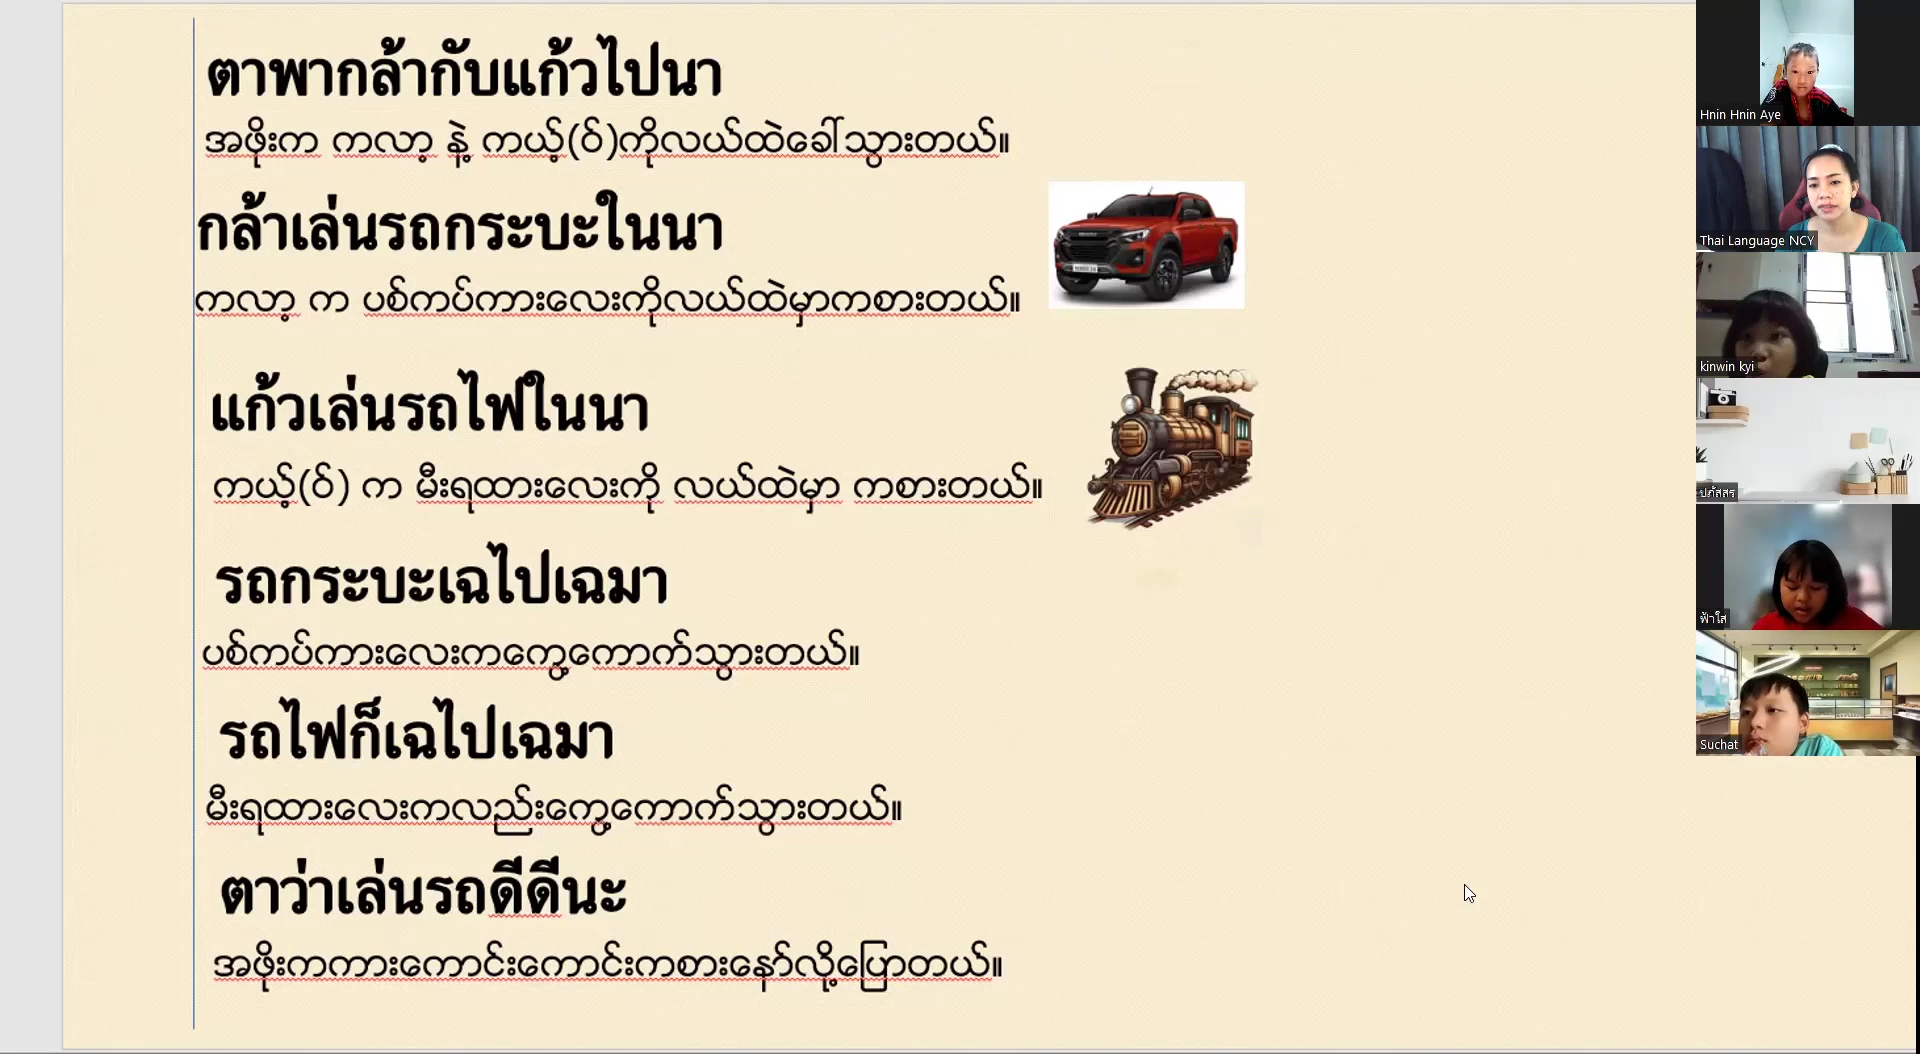 ตาพากล้ากับแก้วไปนา
အဖိုးက ကလာ့ နဲ့ ကယ့်(ဝ်)ကိုလယ်ထဲခေါ်သွားတယ်။
กล้าเล่นรถกระบะในนา
ကလာ့ က ပစ်ကပ်ကားလေးကိုလယ်ထဲမှာကစားတယ်။
แก้วเล่นรถไฟในนา
ကယ့်(ဝ်) က မီးရထားလေးကို လယ်ထဲမှာ ကစားတယ်။
รถกระบะเฉไปเฉมา
ပစ်ကပ်ကားလေးကကွေ့ကောက်သွားတယ်။
รถไฟก็เฉไปเฉมา
မီးရထားလေးကလည်းကွေ့ကောက်သွားတယ်။
ตาว่าเล่นรถดีดีนะ
အဖိုးကကားကောင်းကောင်းကစားနော်လို့ပြောတယ်။
Hnin Hnin Aye
Thai Language NCY
kinwin kyi
ปภัสสร
ฟ้าใส
Suchat